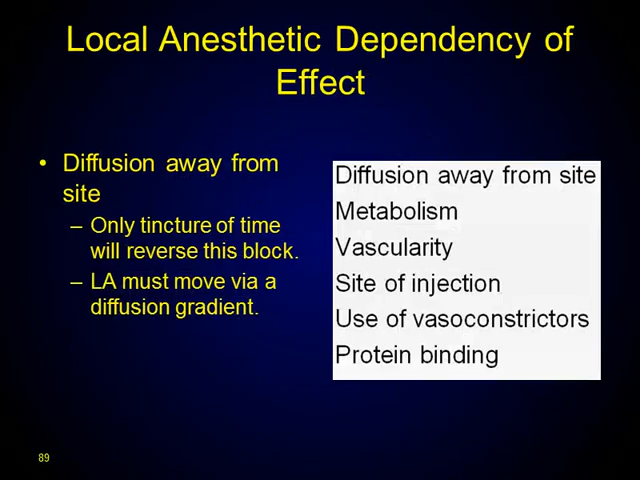 Local Anesthetic Dependency of
Effect
• Diffusion away from
site
– Only tincture of time
will reverse this block.
– LA must move via a
diffusion gradient.
Diffusion away from site
Metabolism
Vascularity
Site of injection
Use of vasoconstrictors
Protein binding
89